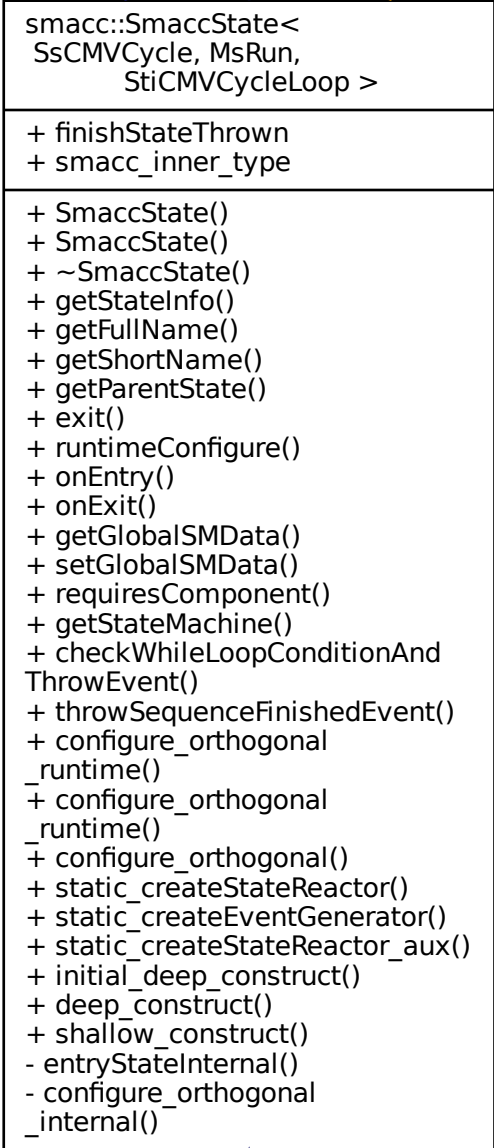 smacc::SmaccState<
SsCMVCycle, MsRun,
StiCMVCycleLoop >
+ finishStateThrown
+ smacc_inner_type
+ SmaccState()
+ SmaccState()
+ ~SmaccState()
+ getStateInfo()
+ getFullName()
+ getShortName()
+ getParentState()
+ exit()
+ runtimeConfigure()
+ onEntry()
+ onExit()
+ getGlobalSMData()
+ setGlobalSMData()
+ requiresComponent()
+ getStateMachine()
+ checkWhileLoopConditionAnd
ThrowEvent()
+ throwSequenceFinishedEvent()
+ configure_orthogonal
_runtime()
+ configure_orthogonal
_runtime()
+ configure_orthogonal()
+ static_createStateReactor()
+ static_createEventGenerator()
+ static_createStateReactor_aux()
+ initial_deep_construct()
+ deep_construct()
+ shallow_construct()
- entryStateInternal()
- configure_orthogonal
_internal()